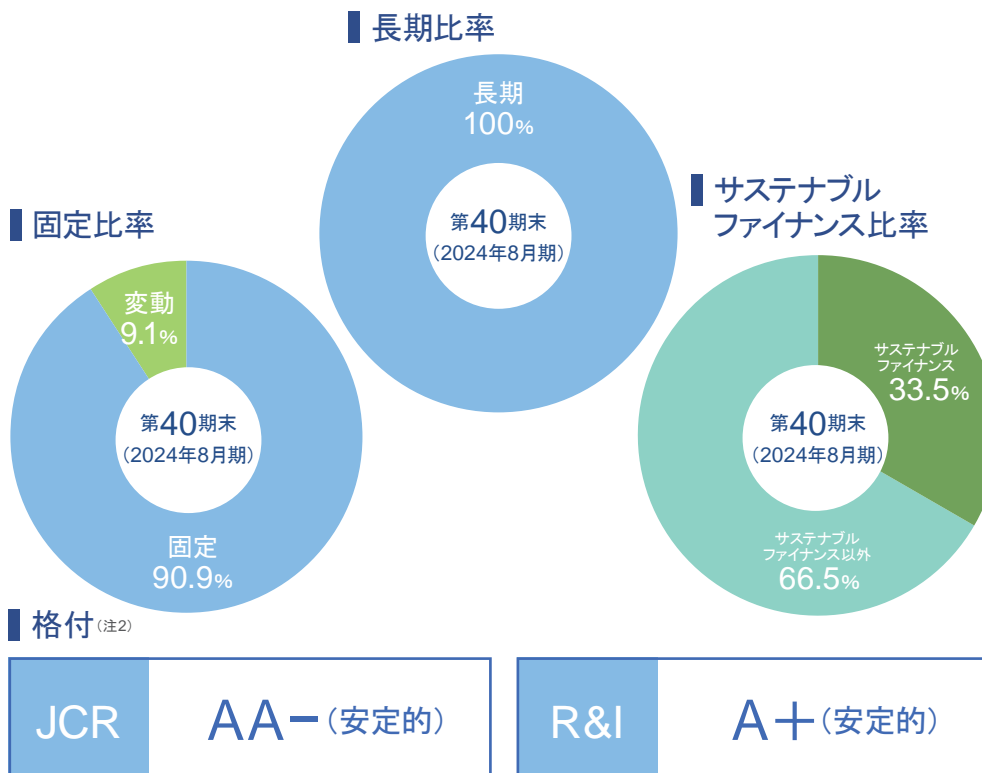 長期比率
長期
100%
第40期末
(2024年8月期)
固定比率
変動
9.1%
第40期末
(2024年8月期)
固定
90.9%
サステナブル
ファイナンス比率
サステナブル
ファイナンス
33.5%
第40期末
(2024年8月期)
サステナブル
ファイナンス以外
66.5%
格付(注2)
JCR
AA−(安定的)
R&I
A+(安定的)